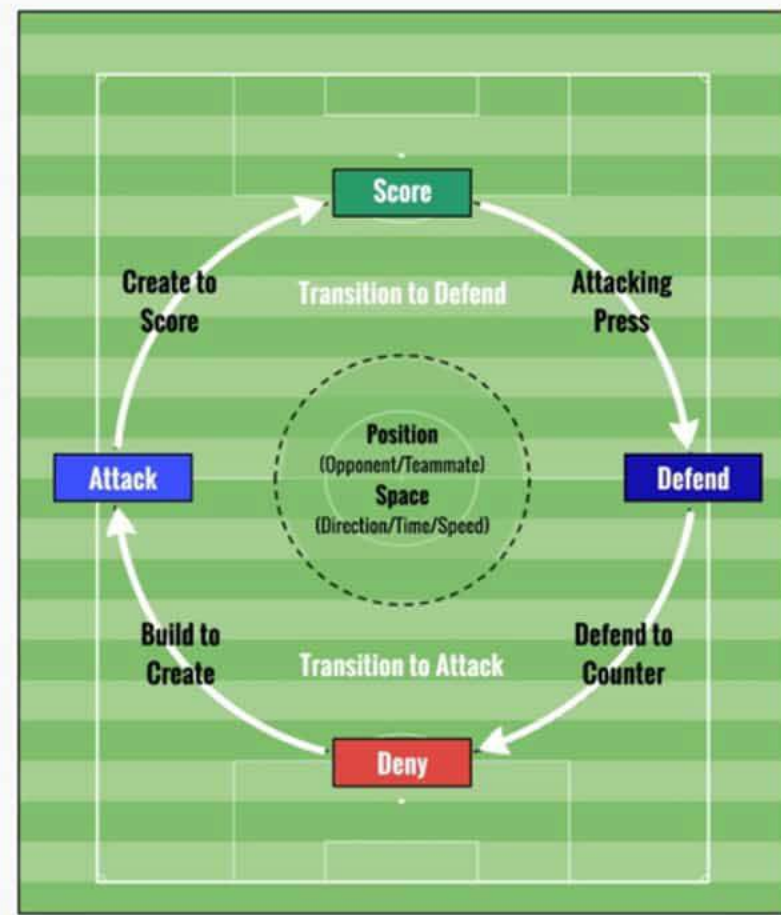 Score
Create to
Score
Transition to Defend
Attacking
Press
Position
(Opponent/Teammate)
Space
(Direction/Time/Speed)
Attack
Defend
Build to
Create
Transition to Attack
Defend to
Counter
Deny